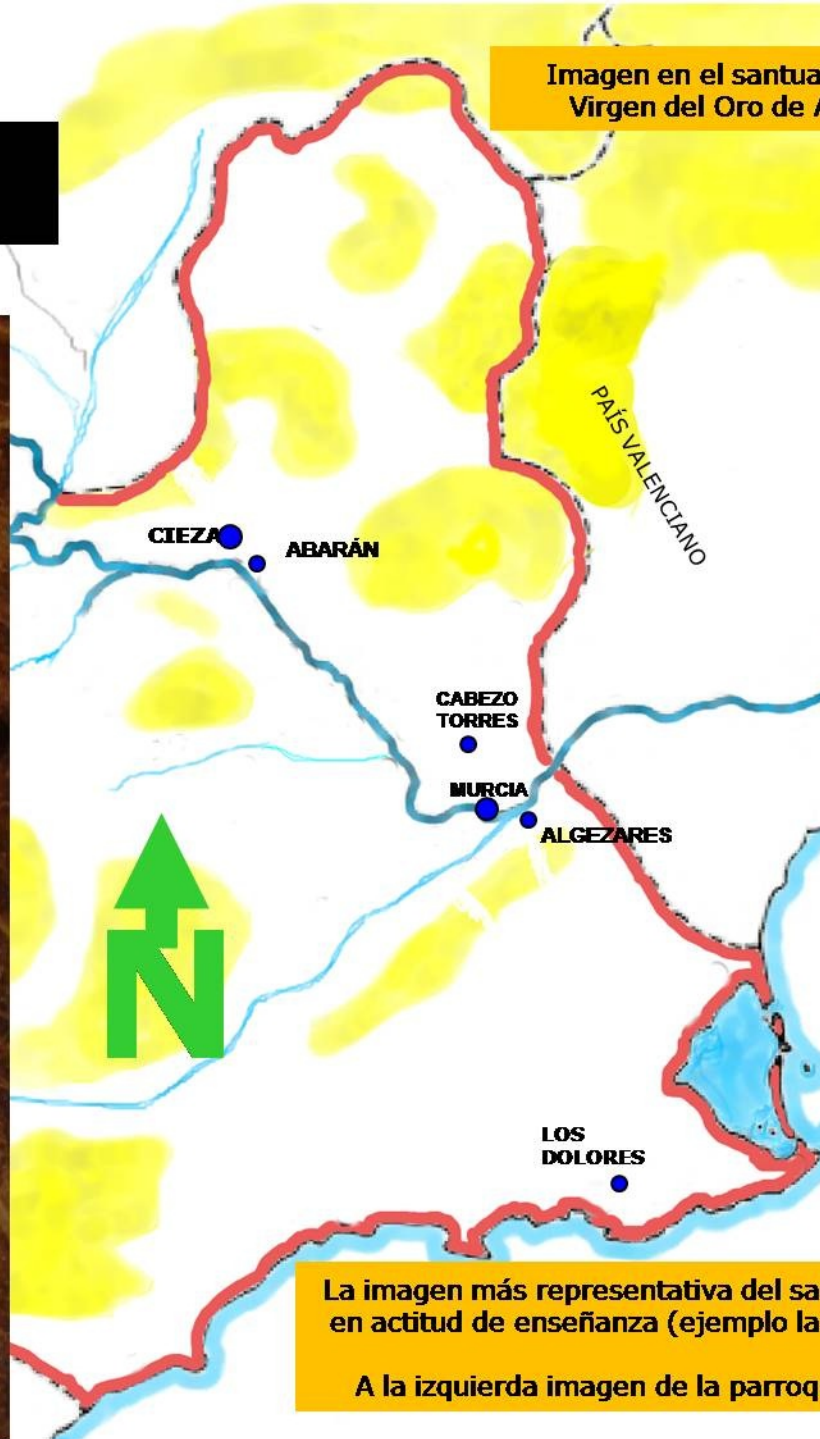 Imagen en el santua
Virgen del Oro de A
PAÍS VALENCIANO
CIEZA
ABARÁN
CABEZO
TORRES
MURCIA
ALGEZARES
N
LOS
DOLORES
La imagen más representativa del sa
en actitud de enseñanza (ejemplo la
A la izquierda imagen de la parroq